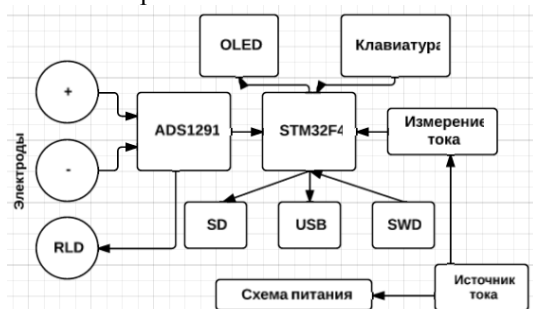 OLED
Клавиатура
+
ADS1291
STM32F4
Измерение
тока
-
Электроды
SD
USB
SWD
RLD
Схема питания
Источник
тока